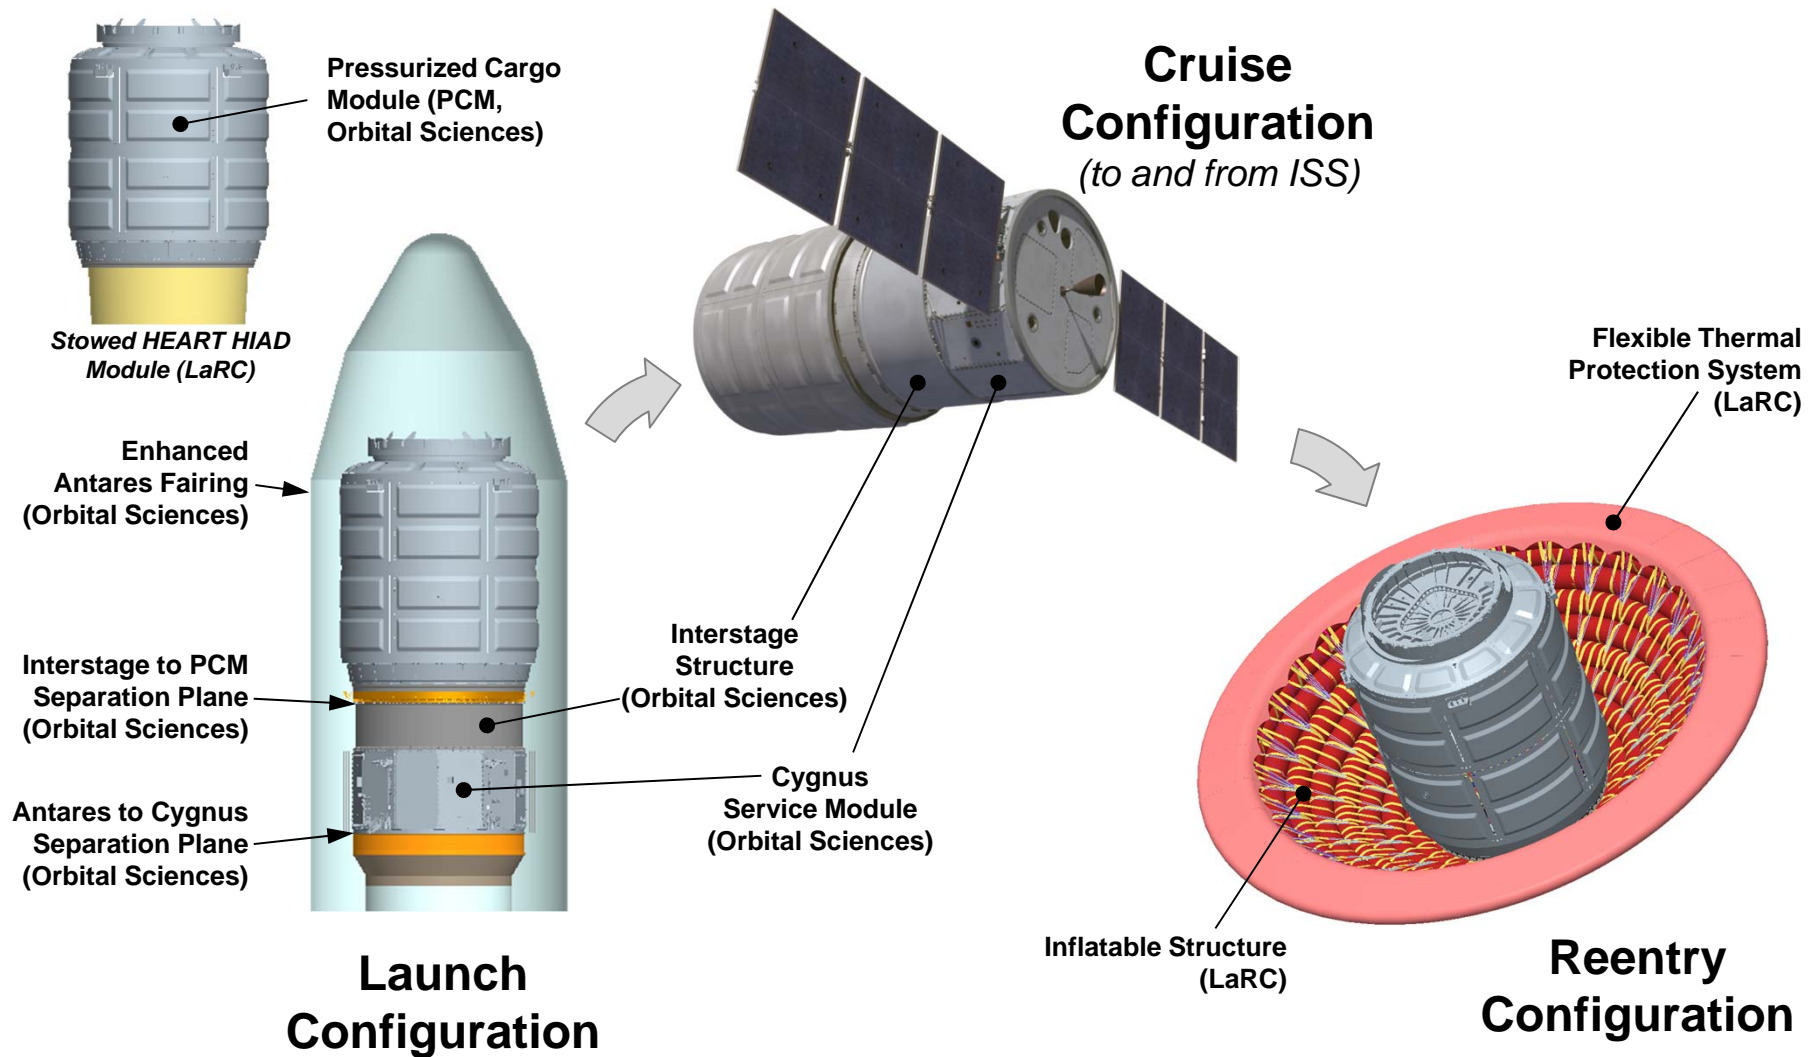 Pressurized Cargo
Module (PCM,
Orbital Sciences)
Stowed HEART HIAD
Module (LaRC)
Cruise
Configuration
(to and from ISS)
Enhanced
Antares Fairing
(Orbital Sciences)
Interstage to PCM
Separation Plane
(Orbital Sciences)
Antares to Cygnus
Separation Plane
(Orbital Sciences)
Interstage
Structure
(Orbital Sciences)
Cygnus
Service Module
(Orbital Sciences)
Launch
Configuration
Flexible Thermal
Protection System
(LaRC)
Inflatable Structure
(LaRC)
Reentry
Configuration